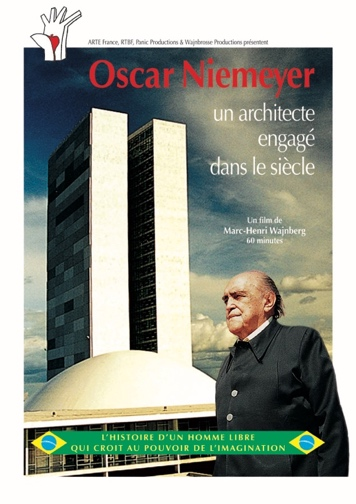 ARTE France, RTBF, Panic Productions & Wajnbrosse Productions présentent
Oscar Niemeyer
un architecte
engagé
dans le siècle
Un film de
Marc-Henri Wajnberg
60 minutes
L'HISTOIRE D'UN HOMME LIBRE
QUI CROIT AU POUVOIR DE L'IMAGINATION